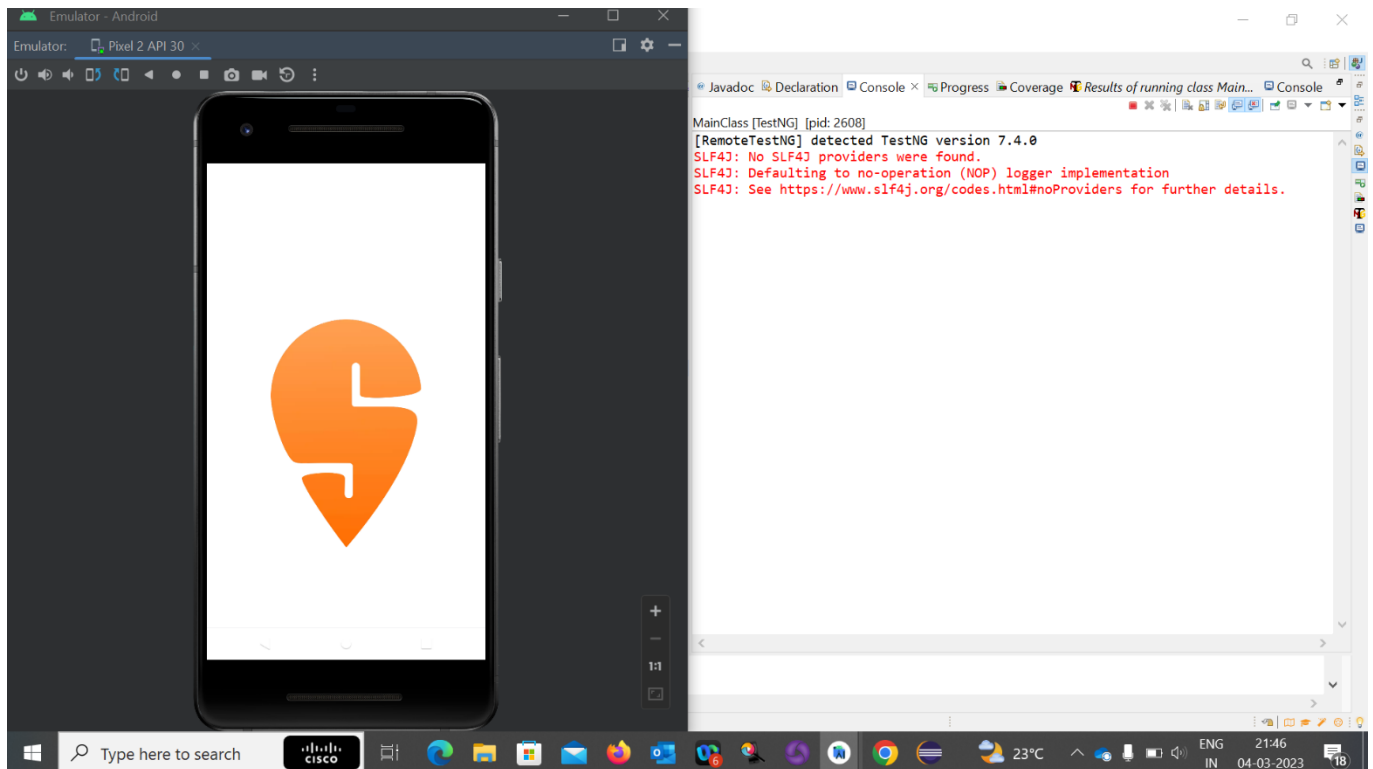 Emulator - Android
Emulator: Pixel 2 API 30
1:1
Javadoc Declaration Console Progress Coverage Results of running class Main... Console
MainClass [TestNG] [pid: 2608]
[RemoteTestNG] detected TestNG version 7.4.0
SLF4J: No SLF4J providers were found.
SLF4J: Defaulting to no-operation (NOP) logger implementation
SLF4J: See https://www.slf4j.org/codes.html#noProviders for further details.
Type here to search
CISCO
6
23°C
ENG
IN
21:46
04-03-2023
18